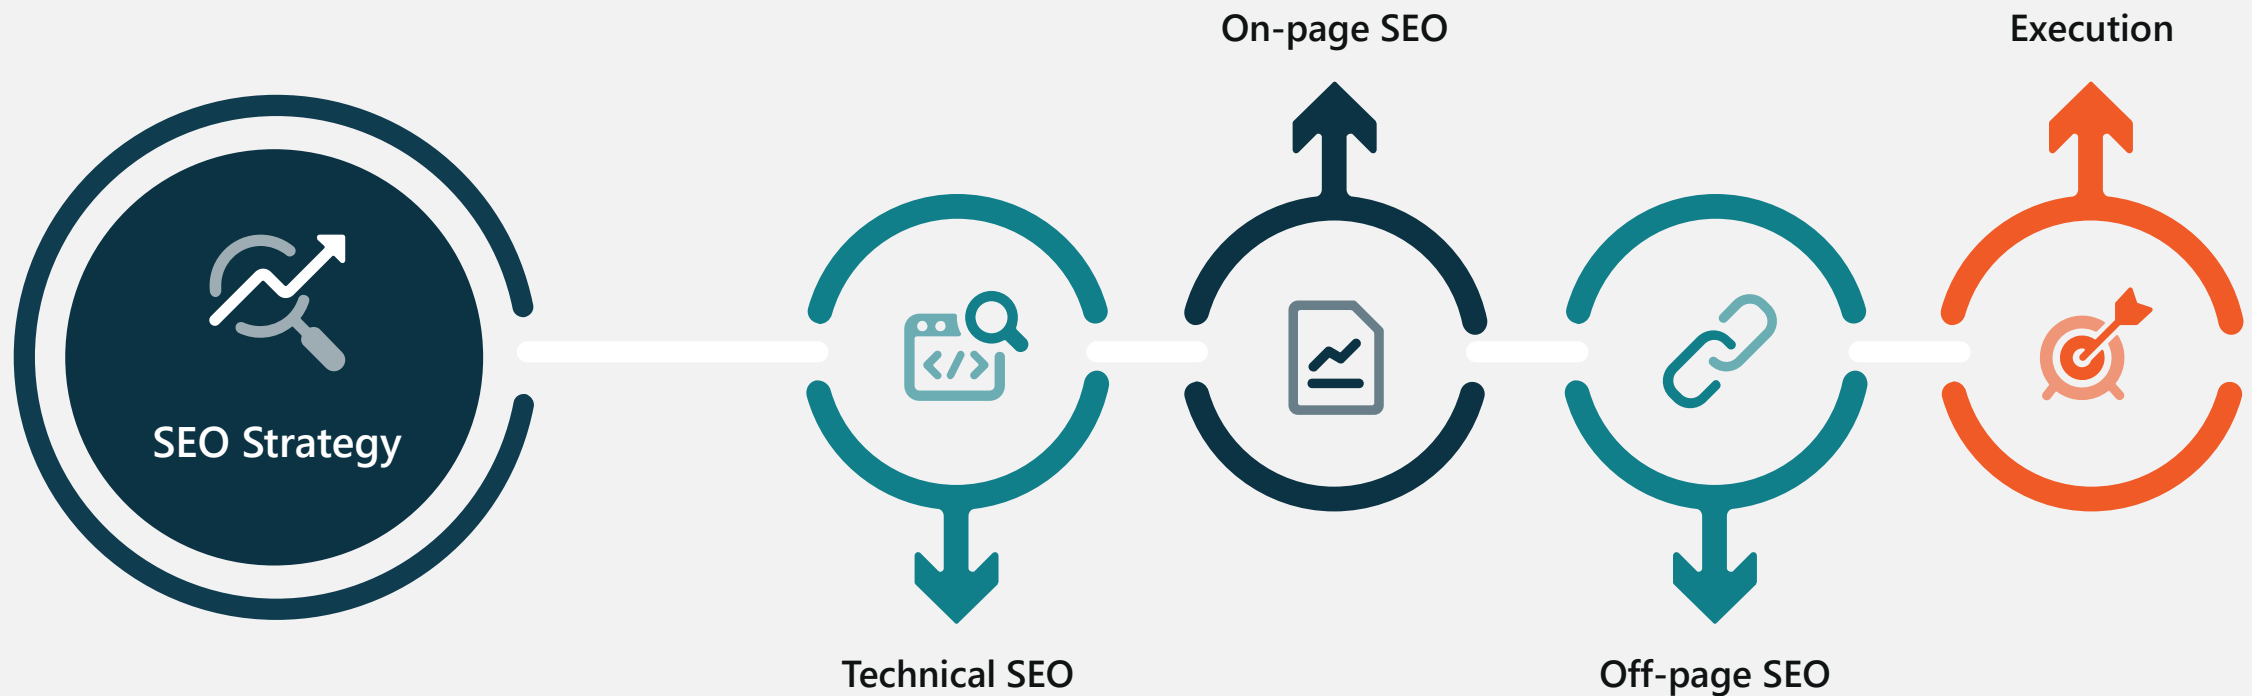 SEO Strategy
Technical SEO
On-page SEO
Off-page SEO
Execution